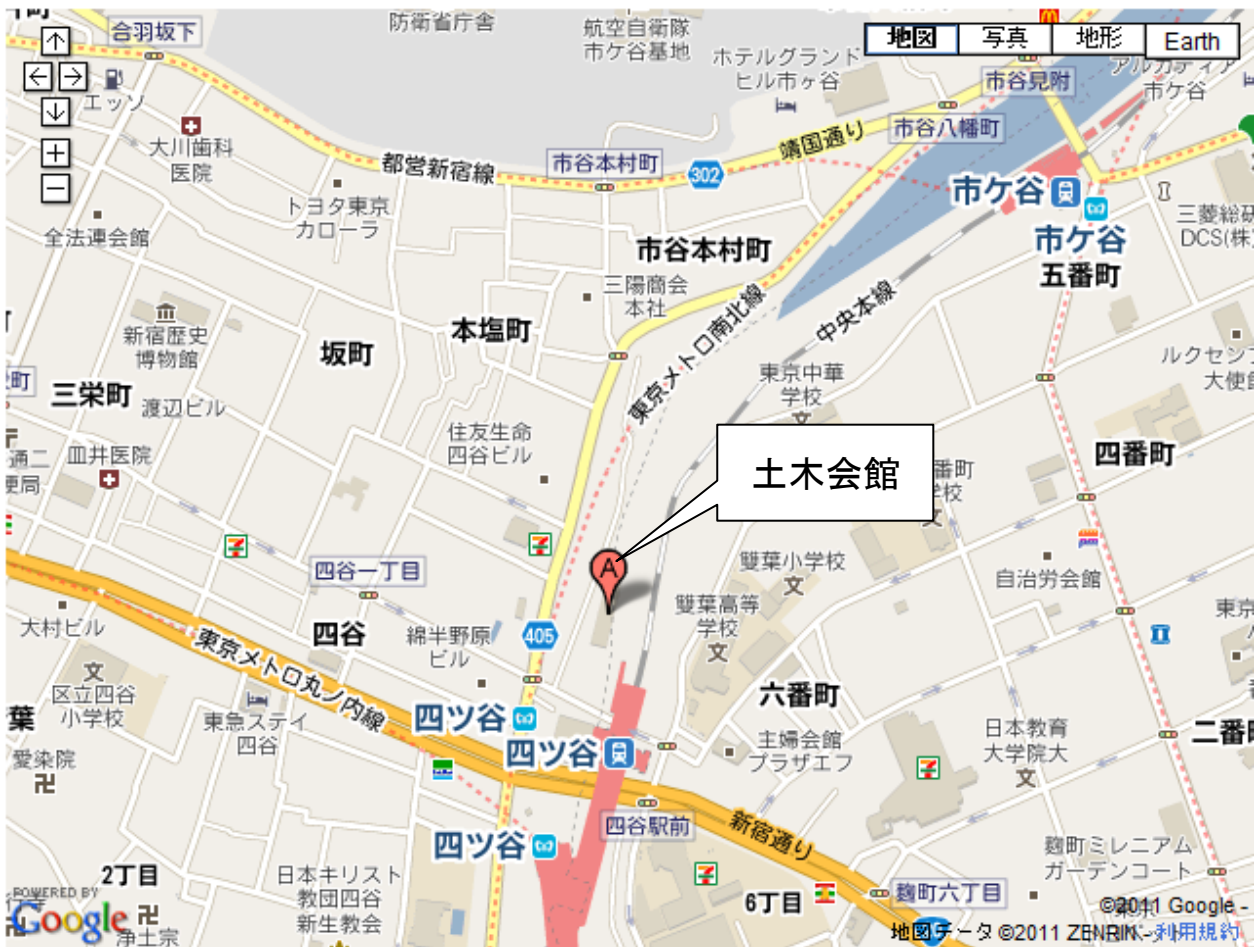 合羽坂下
防衛省庁舎
航空自衛隊
市ケ谷基地
地図
写真
地形
Earth
ホテルグランド
ヒル市ヶ谷
市谷見附
アルカディア
市ケ谷
エッソ
大川歯科
医院
都営新宿線
市谷本村町
302
靖国通り
市谷八幡町
トヨタ東京
カローラ
全法連会館
市ケ谷
市ケ谷
五番町
三菱総研
DCS(株)
市谷本村町
三陽商会
本社
新宿歴史
博物館
坂町
本塩町
東京メトロ南北線
中央本線
東京中華
学校
ルクセンブ
大使館
三栄町
渡辺ビル
住友生命
四谷ビル
皿井医院
土木会館
番町
学校
四番町
A
四谷一丁目
雙葉小学校
自治労会館
大村ビル
四谷
綿半野原
ビル
405
雙葉高等
学校
東京メトロ丸ノ内線
区立四谷
小学校
東急ステイ
四谷
四ツ谷
四ツ谷
六番町
主婦会館
プラザエフ
日本教育
大学院大
二番町
葉
愛染院
四谷駅前
新宿通り
四ツ谷
麹町ミレニアム
ガーデンコート
2丁目
日本キリスト
教団四谷
新生教会
6丁目
麹町六丁目
POWERED BY
Google
浄土宗
©2011 Google -
地図データ ©2011 ZENRIN - 利用規約